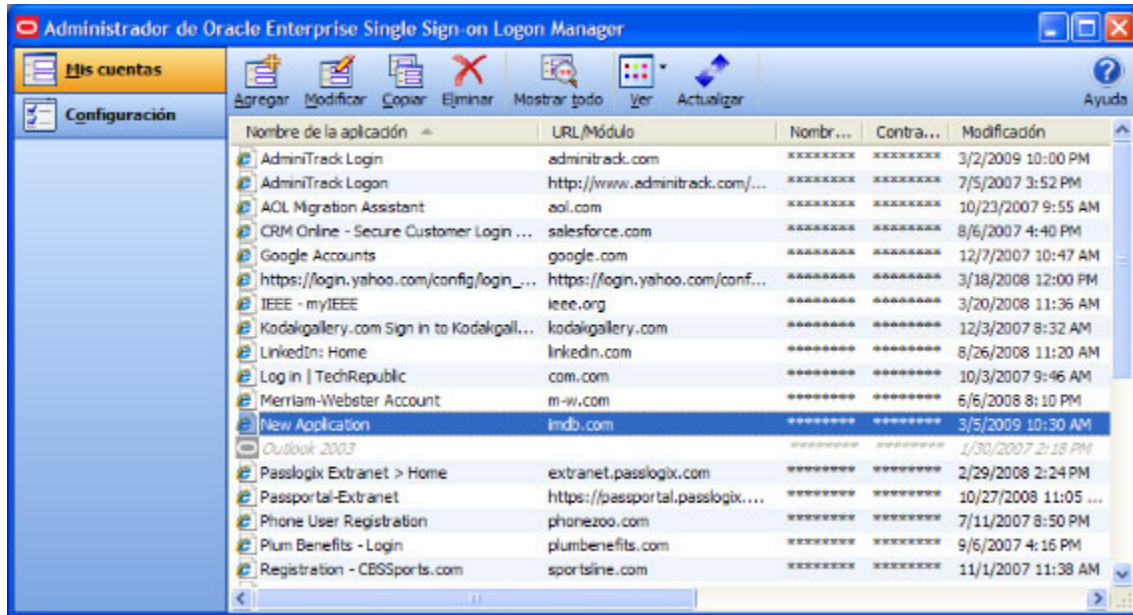 Administrador de Oracle Enterprise Single Sign-on Logon Manager
Mis cuentas
Configuración
Agregar Modificar Copiar Eliminar Mostrar todo Ver Actualizar Ayuda
Nombre de la aplicación URL/Módulo Nombr... Contra... Modificación
AdminiTrack Login adminitrack.com ******** ******** 3/2/2009 10:00 PM
AdminiTrack Logon http://www.adminitrack.com/... ******** ******** 7/5/2007 3:52 PM
AOL Migration Assistant aol.com ******** ******** 10/23/2007 9:55 AM
CRM Online - Secure Customer Login ... salesforce.com ******** ******** 8/6/2007 4:40 PM
Google Accounts google.com ******** ******** 12/7/2007 10:47 AM
https://login.yahoo.com/config/login_... https://login.yahoo.com/conf... ******** ******** 3/18/2008 12:00 PM
IEEE - myIEEE ieee.org ******** ******** 3/20/2008 11:36 AM
Kodakgallery.com Sign in to Kodakgall... kodakgallery.com ******** ******** 12/3/2007 8:32 AM
LinkedIn: Home linkedin.com ******** ******** 8/26/2008 11:20 AM
Log in | TechRepublic com.com ******** ******** 10/3/2007 9:46 AM
Merriam-Webster Account m-w.com ******** ******** 6/6/2008 8:10 PM
New Application imdb.com ******** ******** 3/5/2009 10:30 AM
Outlook 2003 ******** ******** 1/30/2007 2:18 PM
Passlogix Extranet > Home extranet.passlogix.com ******** ******** 2/29/2008 2:24 PM
Passportal-Extranet https://passportal.passlogix.... ******** ******** 10/27/2008 11:05 ...
Phone User Registration phonezoo.com ******** ******** 7/11/2007 8:50 PM
Plum Benefits - Login plumbenefits.com ******** ******** 9/6/2007 4:16 PM
Registration - CBSSports.com sportsline.com ******** ******** 11/1/2007 11:38 AM